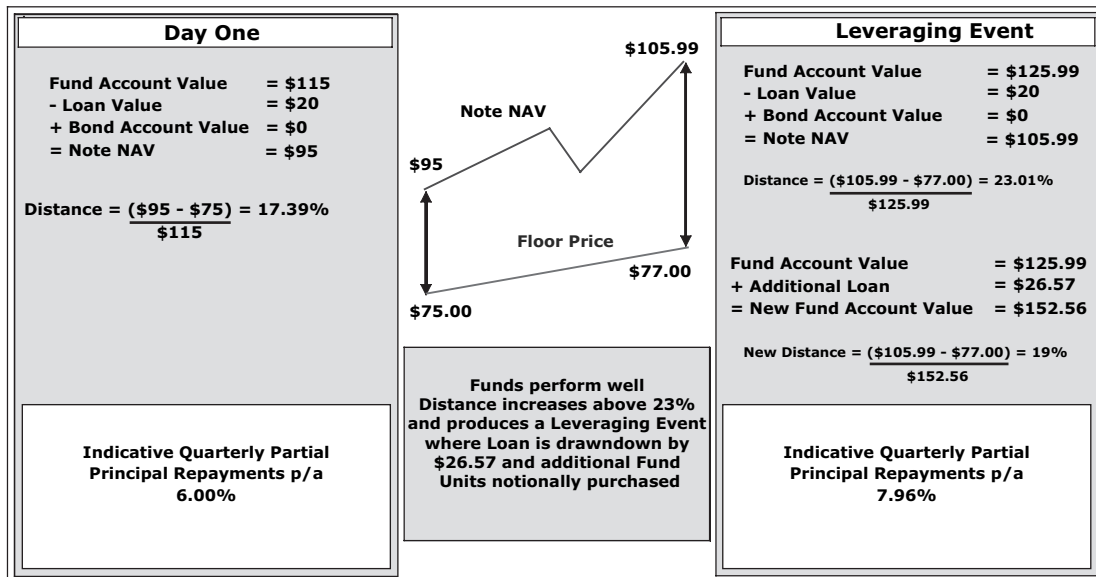 Day One
Fund Account Value = $115
- Loan Value = $20
+ Bond Account Value = $0
= Note NAV = $95
Distance = ($95 - $75) = 17.39%
$115
Indicative Quarterly Partial
Principal Repayments p/a
6.00%
$105.99
Note NAV
$95
Floor Price
$77.00
$75.00
Funds perform well
Distance increases above 23%
and produces a Leveraging Event
where Loan is drawndown by
$26.57 and additional Fund
Units notionally purchased
Leveraging Event
Fund Account Value = $125.99
- Loan Value = $20
+ Bond Account Value = $0
= Note NAV = $105.99
Distance = ($105.99 - $77.00) = 23.01%
$125.99
Fund Account Value = $125.99
+ Additional Loan = $26.57
= New Fund Account Value = $152.56
New Distance = ($105.99 - $77.00) = 19%
$152.56
Indicative Quarterly Partial
Principal Repayments p/a
7.96%